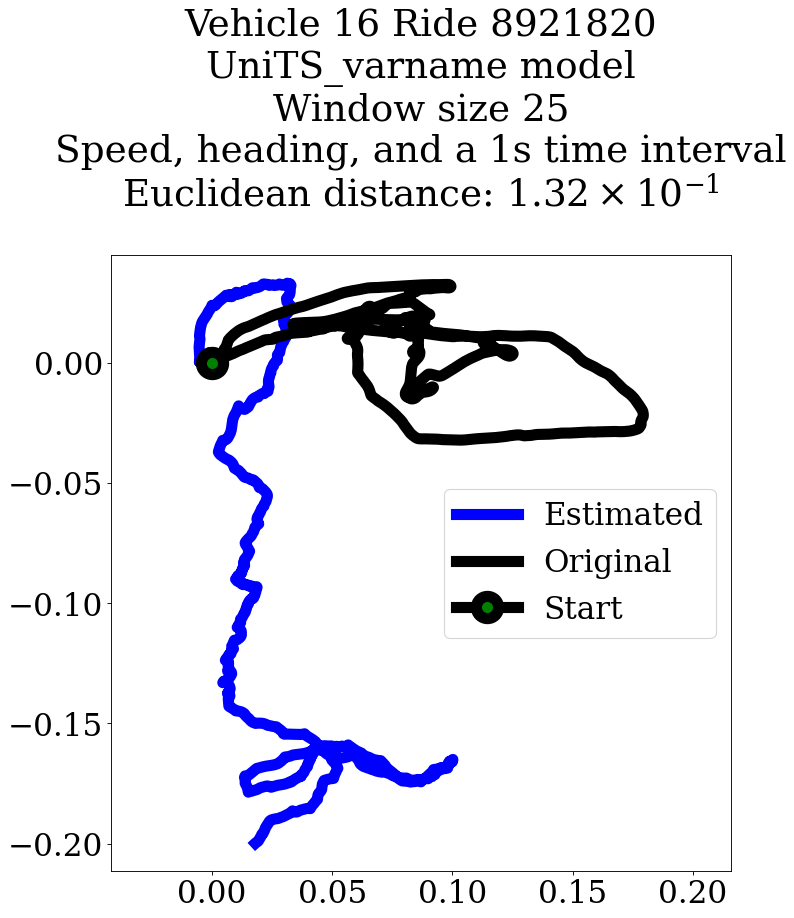 Vehicle 16 Ride 8921820
UniTS_varname model
Window size 25
Speed, heading, and a 1s time interval
Euclidean distance: 1.32 × 10⁻¹
0.00
−0.05
−0.10
−0.15
−0.20
Estimated
Original
Start
0.00 0.05 0.10 0.15 0.20